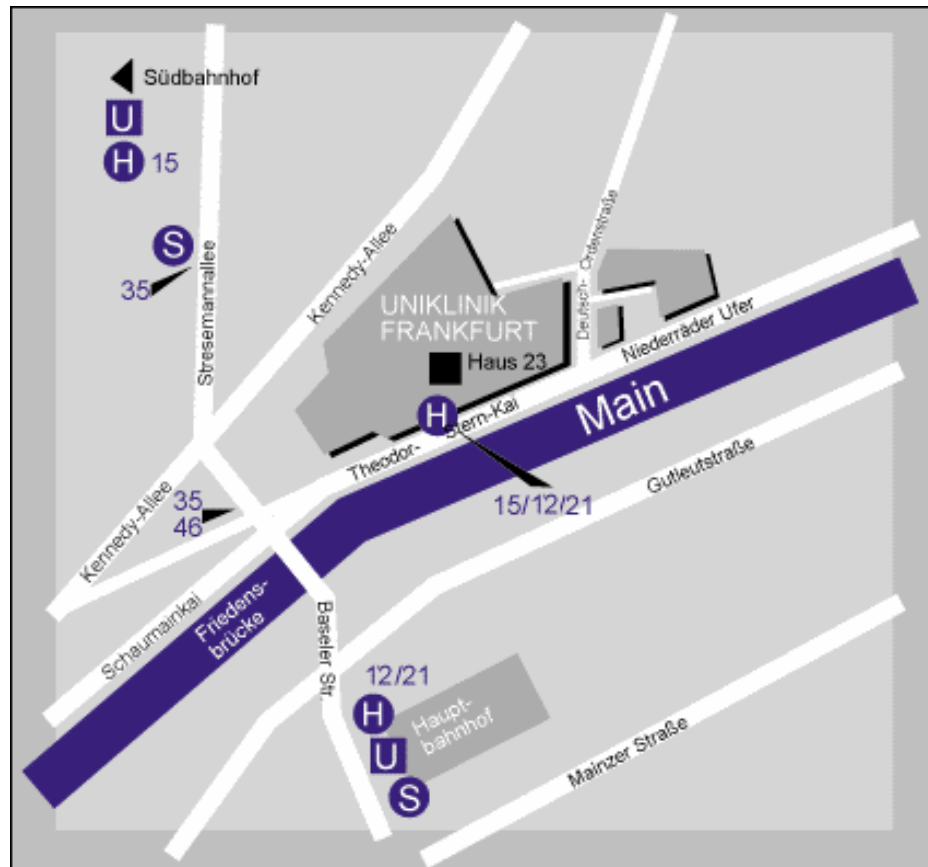 Südbahnhof
U
H 15
S
35
Stresemannallee
Kennedy-Allee
UNIKLINIK
FRANKFURT
Haus 23
H
Deutsch-Ordenstraße
Niederräder Ufer
Theodor-Stern-Kai
Main
15/12/21
Gutleutstraße
35
46
Kennedy-Allee
Schaumainkai
Friedens-
brücke
Baseler Str.
12/21
H
U
S
Haupt-
bahnhof
Mainzer Straße